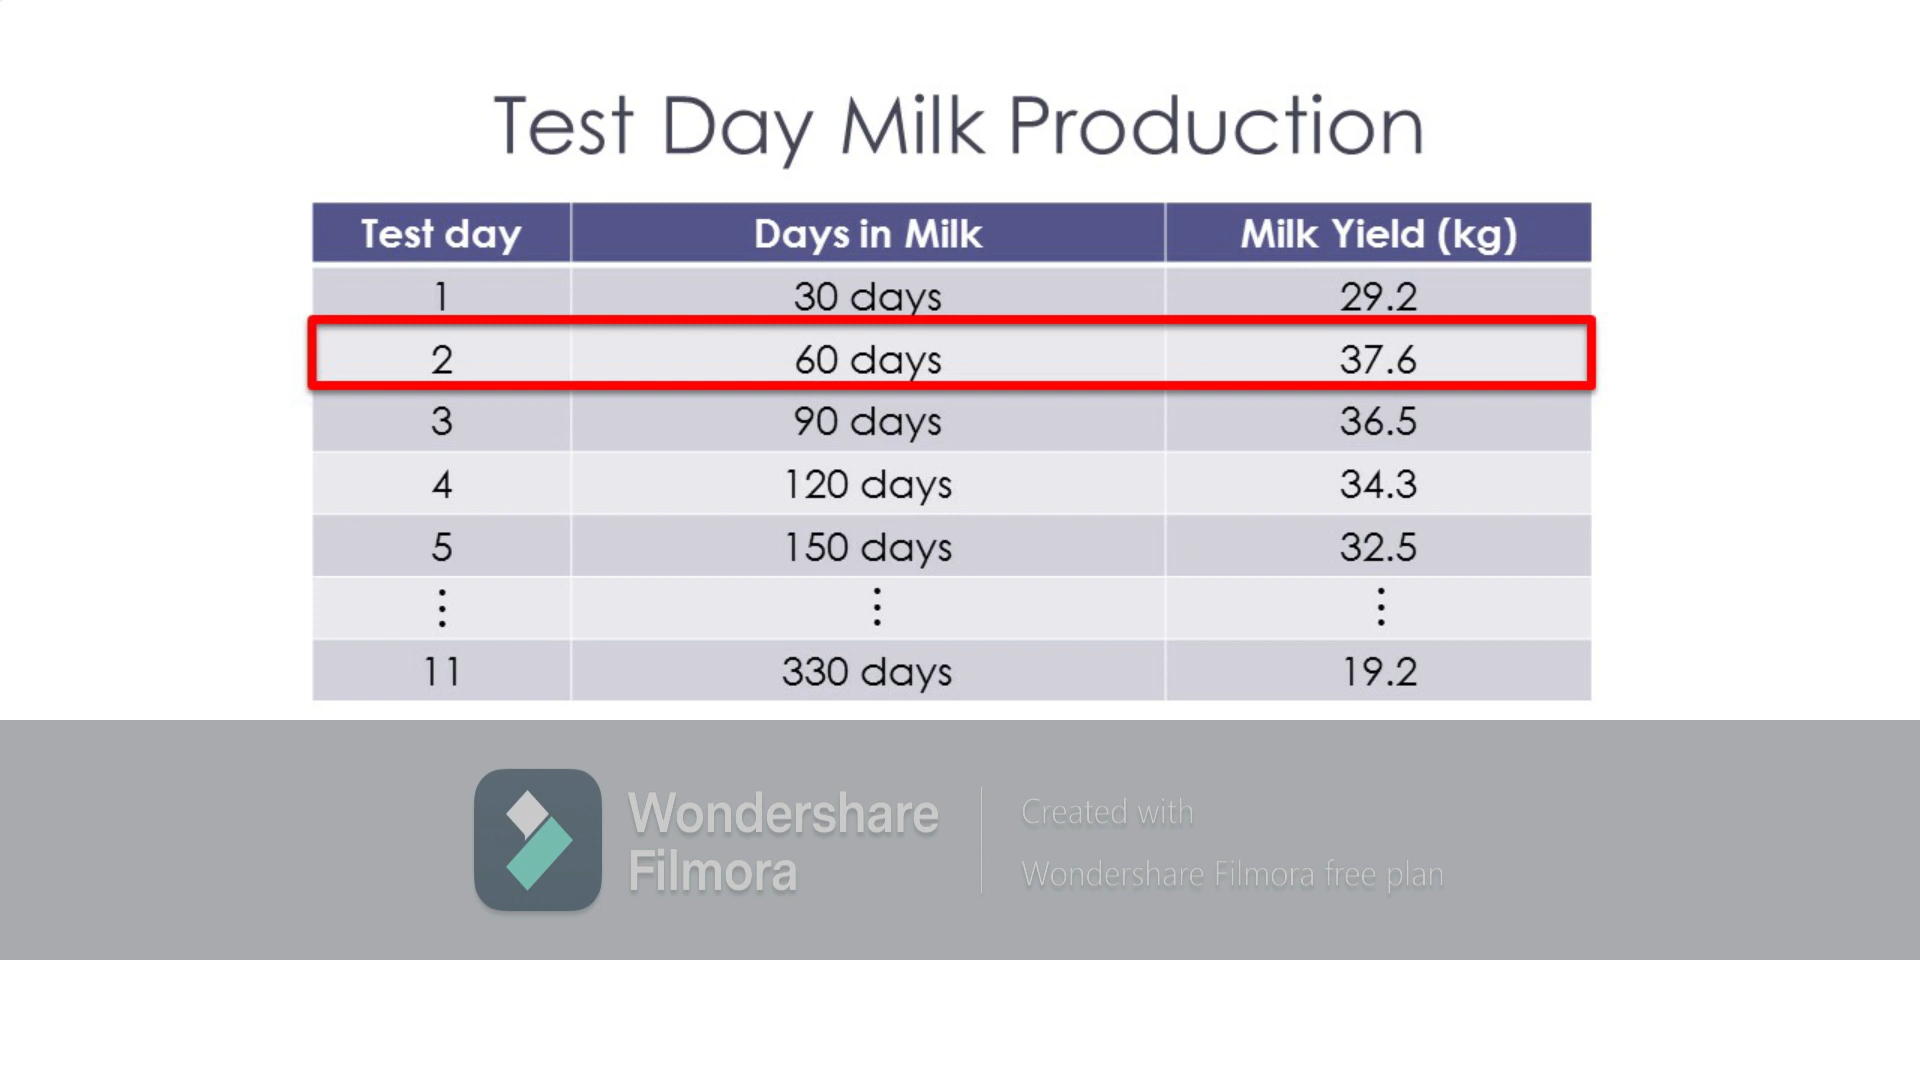 Test Day Milk Production
Test day Days in Milk Milk Yield (kg)
1 30 days 29.2
2 60 days 37.6
3 90 days 36.5
4 120 days 34.3
5 150 days 32.5
⋮ ⋮ ⋮
11 330 days 19.2
Wondershare
Filmora
Created with
Wondershare Filmora free plan